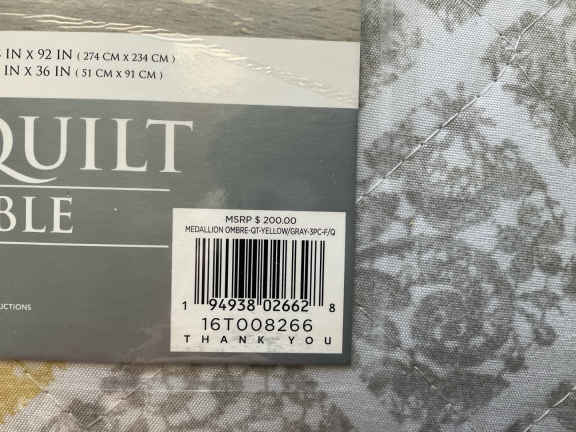 IN X 92 IN ( 274 CM X 234 CM )
IN X 36 IN ( 51 CM X 91 CM )
QUILT
BLE
MSRP $ 200.00
MEDALLION OMBRE-QT-YELLOW/GRAY-3PC-F/Q
1 94938 02662 8
16T008266
THANK YOU
UCTIONS